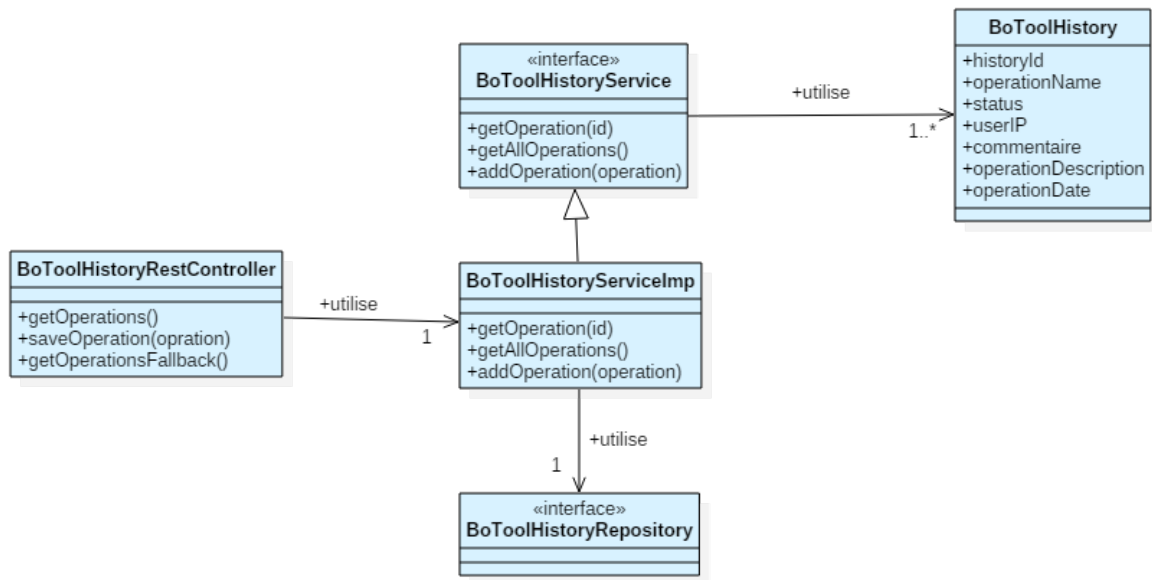 BoToolHistory
+historyId
+operationName
+status
+userIP
+commentaire
+operationDescription
+operationDate
«interface»
BoToolHistoryService
+getOperation(id)
+getAllOperations()
+addOperation(operation)
+utilise
1..*
BoToolHistoryRestController
+getOperations()
+saveOperation(opration)
+getOperationsFallback()
+utilise
1
BoToolHistoryServiceImp
+getOperation(id)
+getAllOperations()
+addOperation(operation)
+utilise
1
«interface»
BoToolHistoryRepository